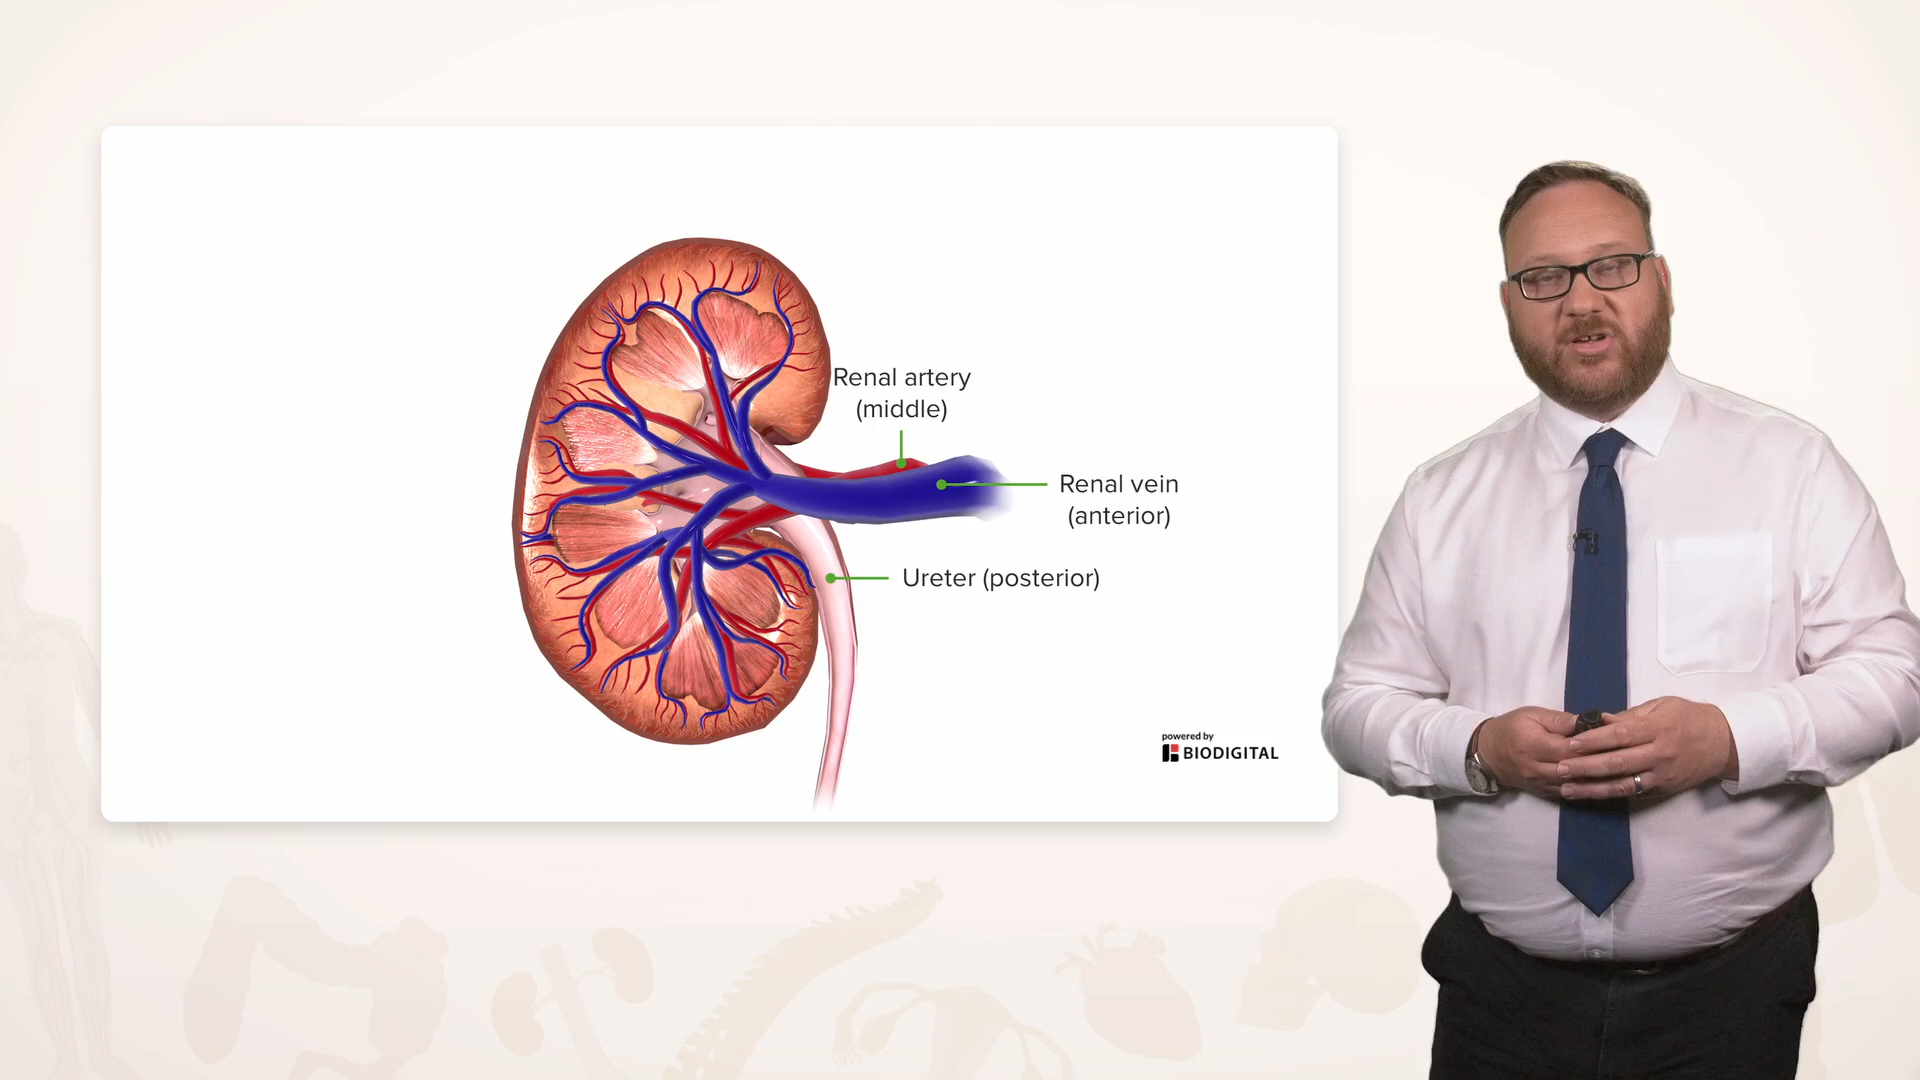 Renal artery
(middle)
Renal vein
(anterior)
Ureter (posterior)
powered by
BIODIGITAL